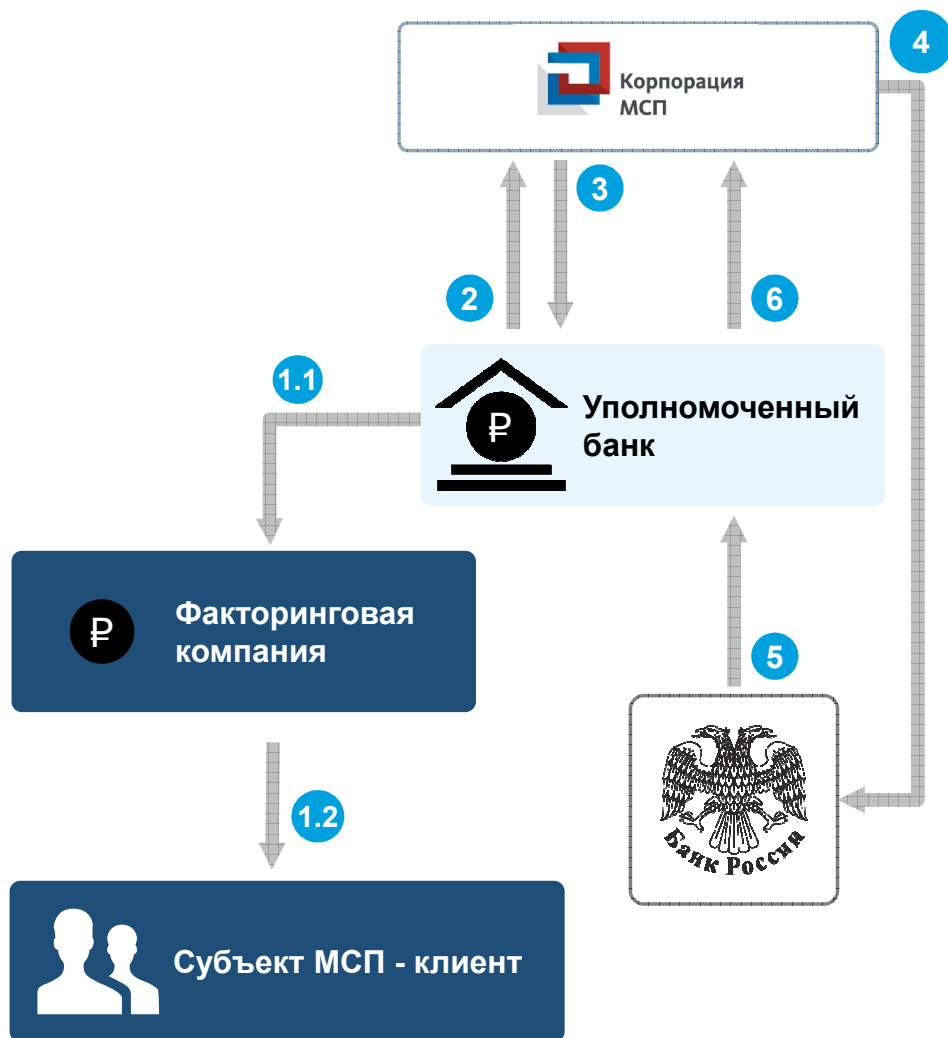 4
Корпорация
МСП
3
2
6
1.1
₽
Уполномоченный
банк
₽
Факторинговая
компания
5
1.2
Банк России
Субъект МСП - клиент